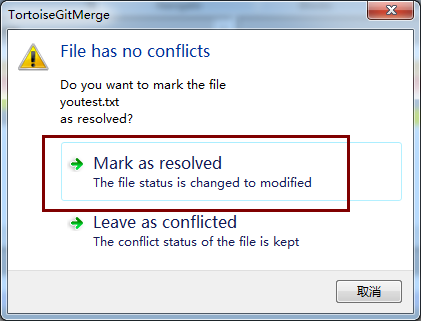 TortoiseGitMerge
File has no conflicts
Do you want to mark the file
youtest.txt
as resolved?
Mark as resolved
The file status is changed to modified
Leave as conflicted
The conflict status of the file is kept
取消